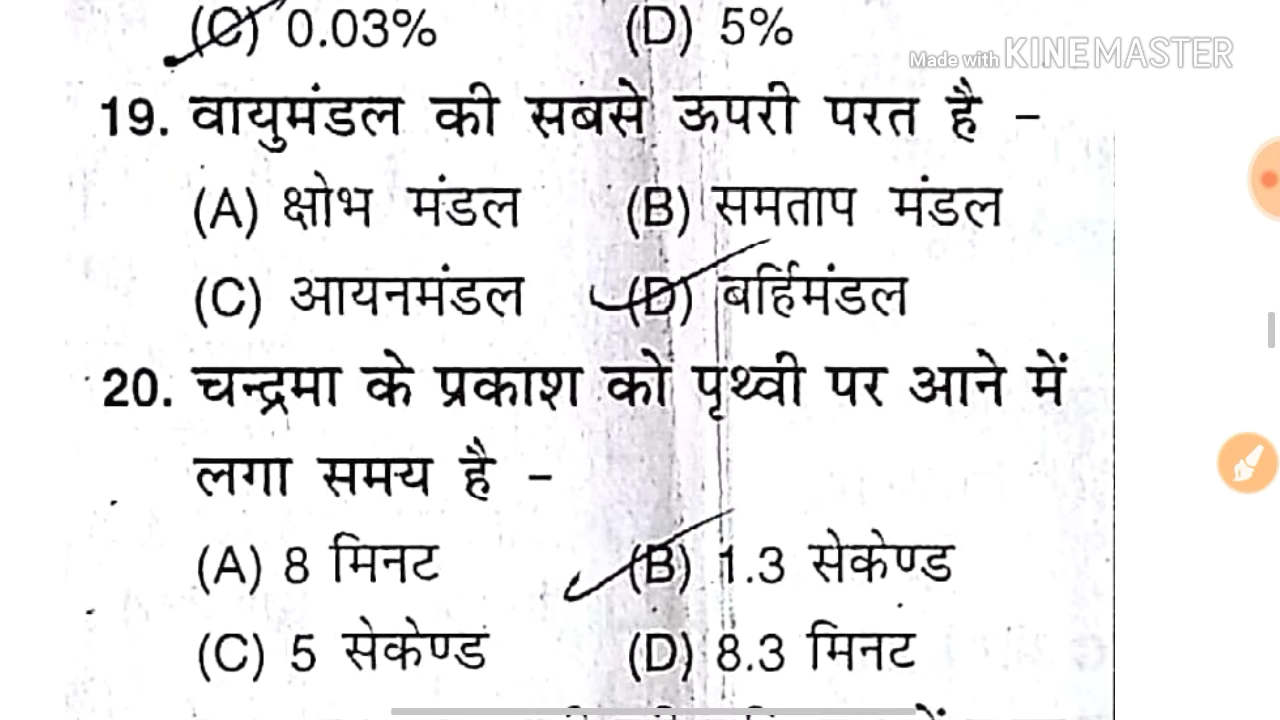 (C) 0.03% (D) 5%
Made with KINEMASTER
19. वायुमंडल की सबसे ऊपरी परत है -
(A) क्षोभ मंडल (B) समताप मंडल
(C) आयनमंडल (D) बर्हिमंडल
20. चन्द्रमा के प्रकाश को पृथ्वी पर आने में
लगा समय है -
(A) 8 मिनट (B) 1.3 सेकेण्ड
(C) 5 सेकेण्ड (D) 8.3 मिनट